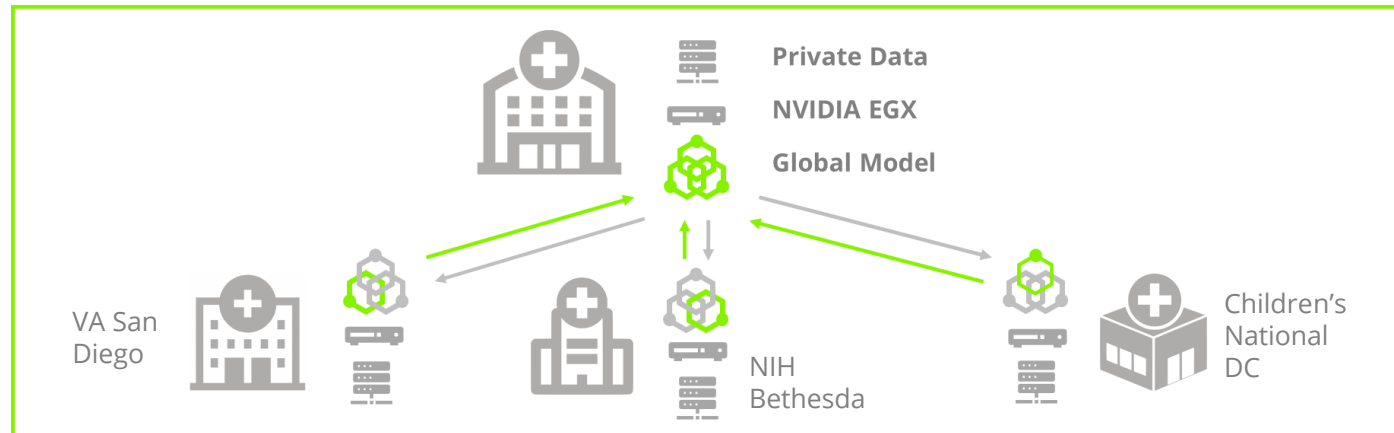 Private Data
NVIDIA EGX
Global Model
VA San
Diego
NIH
Bethesda
Children’s
National
DC